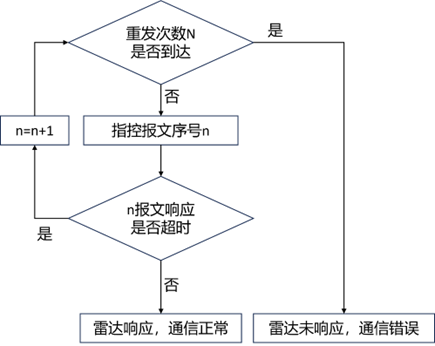 重发次数N
是否到达
是
否
n=n+1
指控报文序号n
n报文响应
是否超时
是
否
雷达响应，通信正常
雷达未响应，通信错误